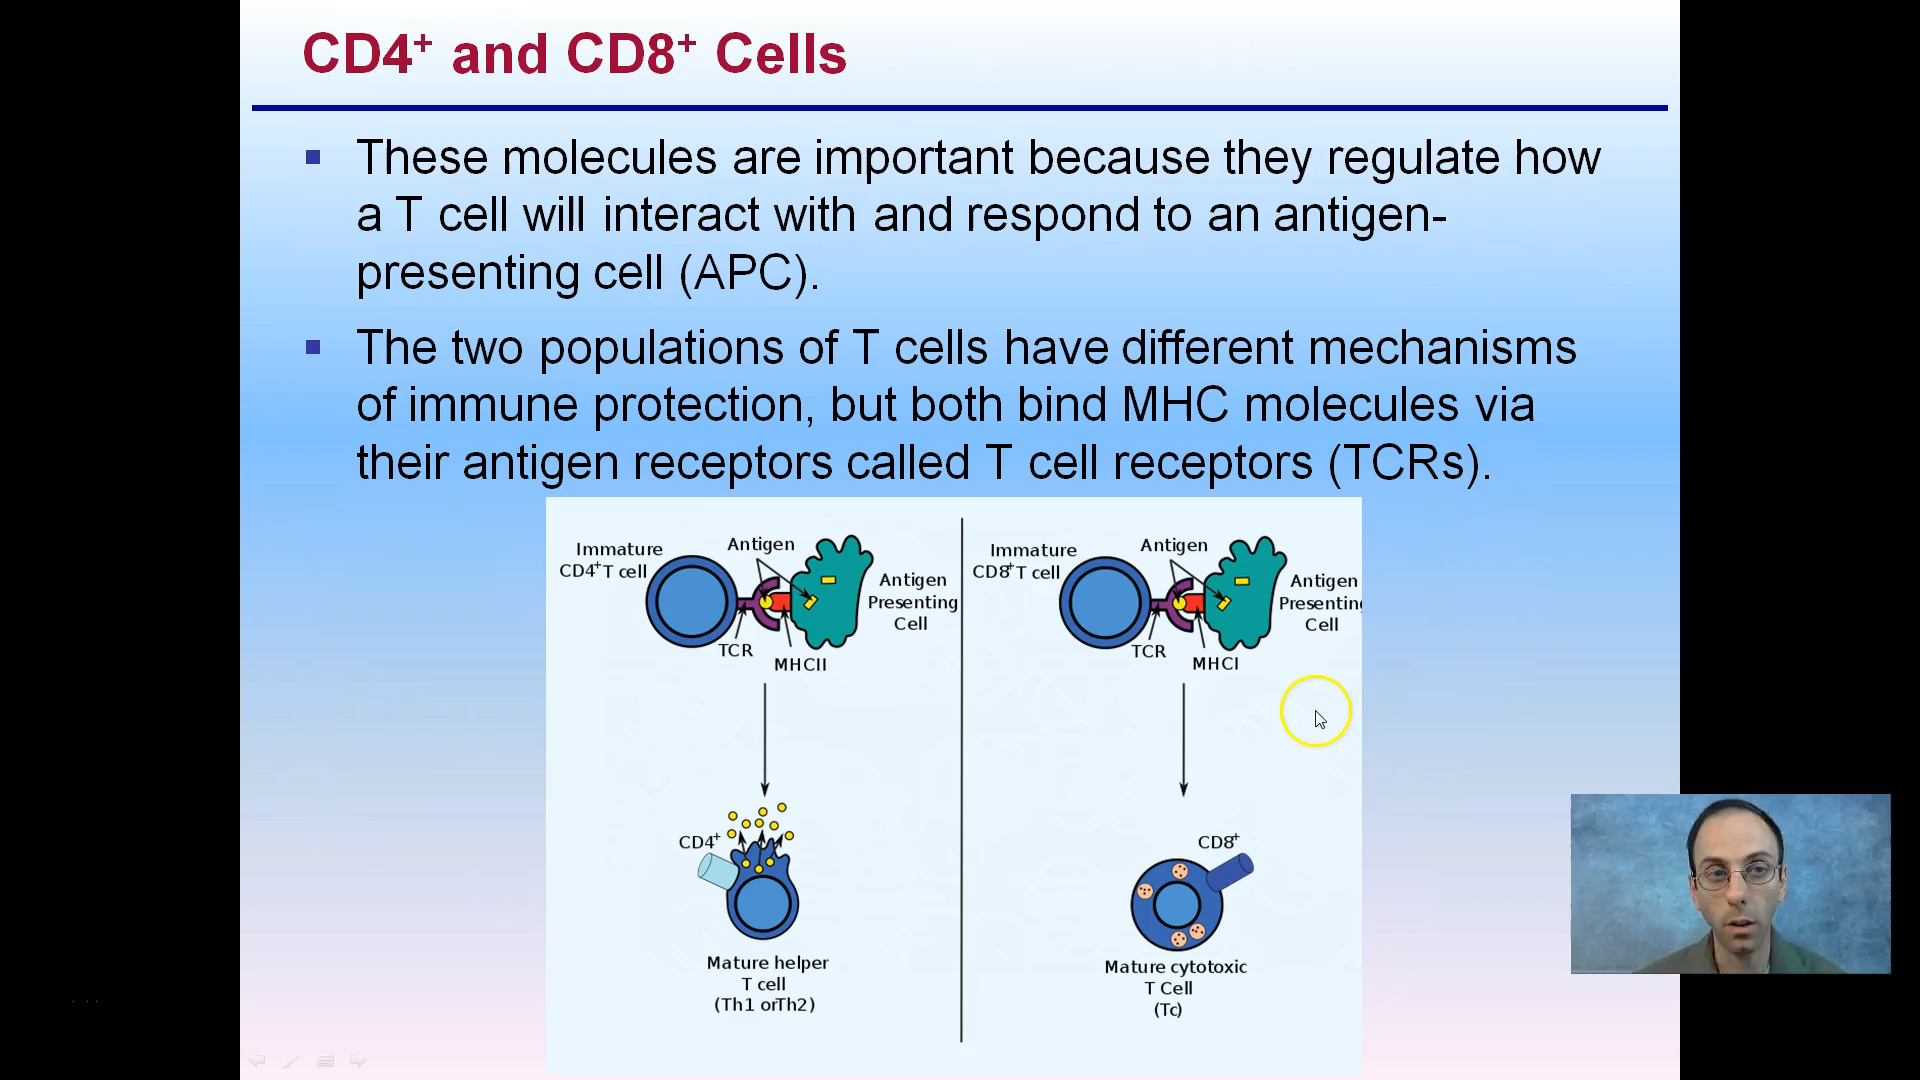 CD4+ and CD8+ Cells
These molecules are important because they regulate how
a T cell will interact with and respond to an antigen-
presenting cell (APC).
The two populations of T cells have different mechanisms
of immune protection, but both bind MHC molecules via
their antigen receptors called T cell receptors (TCRs).
Immature
CD4+T cell
Antigen
Antigen
Presenting
Cell
TCR
MHCII
CD4+
Mature helper
T cell
(Th1 orTh2)
Immature
CD8+T cell
Antigen
Antigen
Presenting
Cell
TCR
MHCI
CD8+
Mature cytotoxic
T Cell
(Tc)